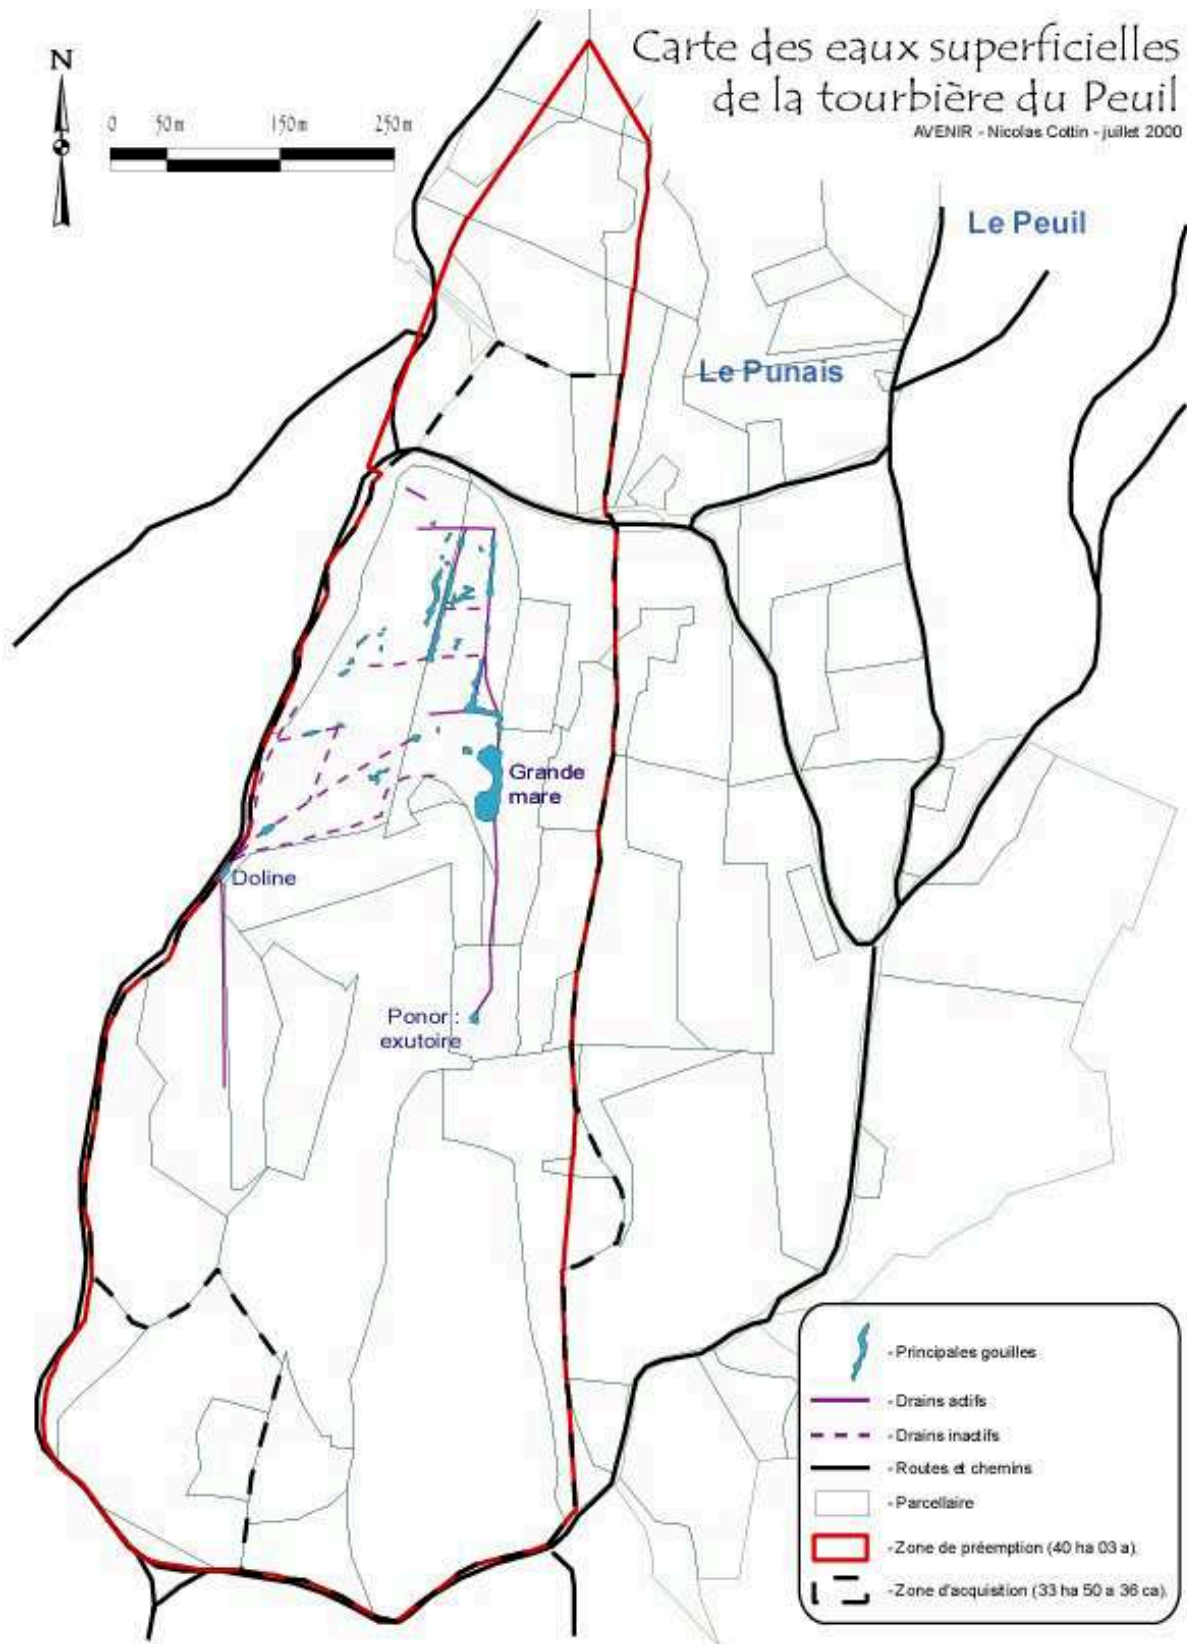 Carte des eaux superficielles
de la tourbière du Peuil
AVENIR - Nicolas Cottin - juillet 2000
N
0 50m 150m 250m
Le Peuil
Le Punais
Grande
mare
Doline
Ponor :
exutoire
- Principales gouilles
- Drains actifs
- Drains inactifs
- Routes et chemins
- Parcellaire
- Zone de préemption (40 ha 03 a).
- Zone d'acquistion (33 ha 50 a 36 ca).